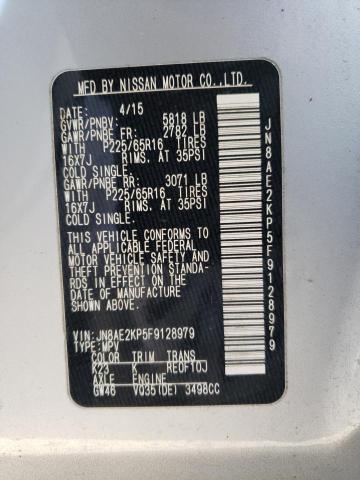 MFD BY NISSAN MOTOR CO.,LTD.
DATE: 4/15
GVWR/PNBV: 5818 LB
GAWR/PNBE FR: 2782 LB
WITH P225/65R16 TIRES
16X7J RIMS, AT 35PSI
COLD SINGLE.
GAWR/PNBE RR: 3071 LB
WITH P225/65R16 TIRES
16X7J RIMS, AT 35PSI
COLD SINGLE.
THIS VEHICLE CONFORMS TO
ALL APPLICABLE FEDERAL
MOTOR VEHICLE SAFETY AND
THEFT PREVENTION STANDA-
RDS IN EFFECT ON THE DATE
OF MANUFACTURE
SHOWN ABOVE.
VIN: JN8AE2KP5F9128979
TYPE: MPV
COLOR TRIM TRANS
K23 K RE0F10J
AXLE ENGINE
GW46 VQ35(DE) 3498CC
JN8AE2KP5F9128979